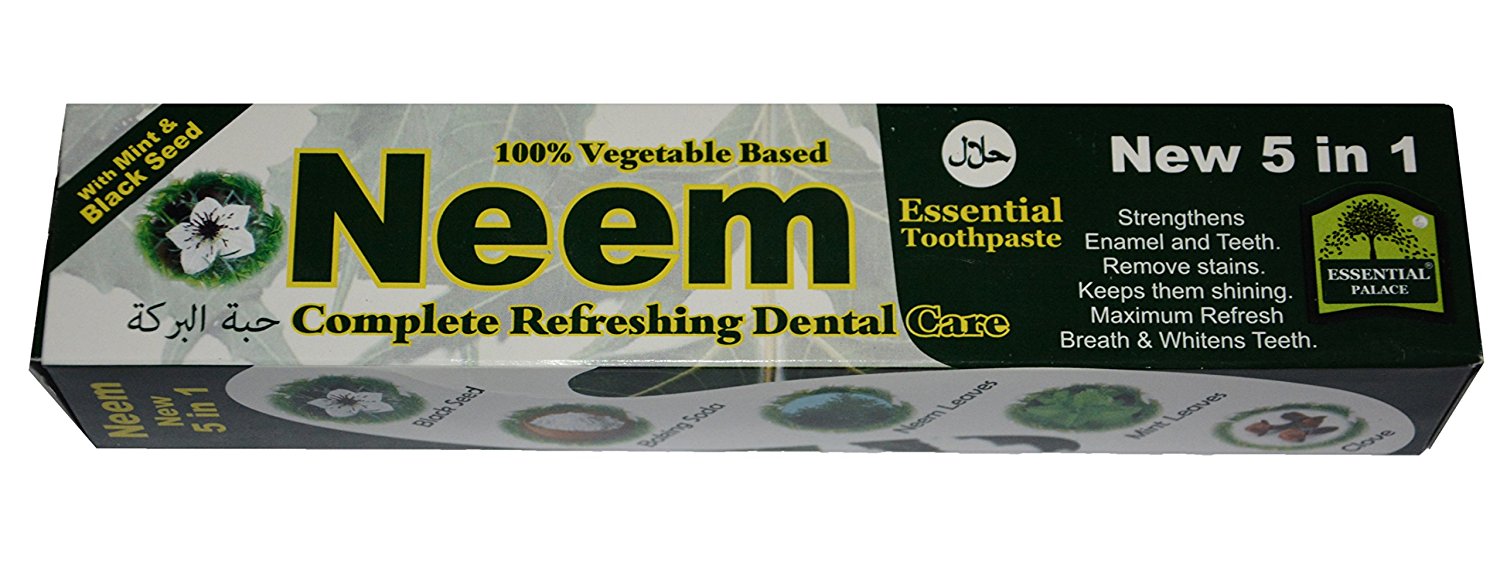 With Mint &
Black Seed
100% Vegetable Based
Neem
حبة البركة
Complete Refreshing Dental Care
حلال
Essential
Toothpaste
New 5 in 1
Strengthens
Enamel and Teeth.
Remove stains.
Keeps them shining.
Maximum Refresh
Breath & Whitens Teeth.
ESSENTIAL®
PALACE
Neem
New
5 in 1
Black Seed
Baking Soda
Neem Leaves
Mint Leaves
Clove